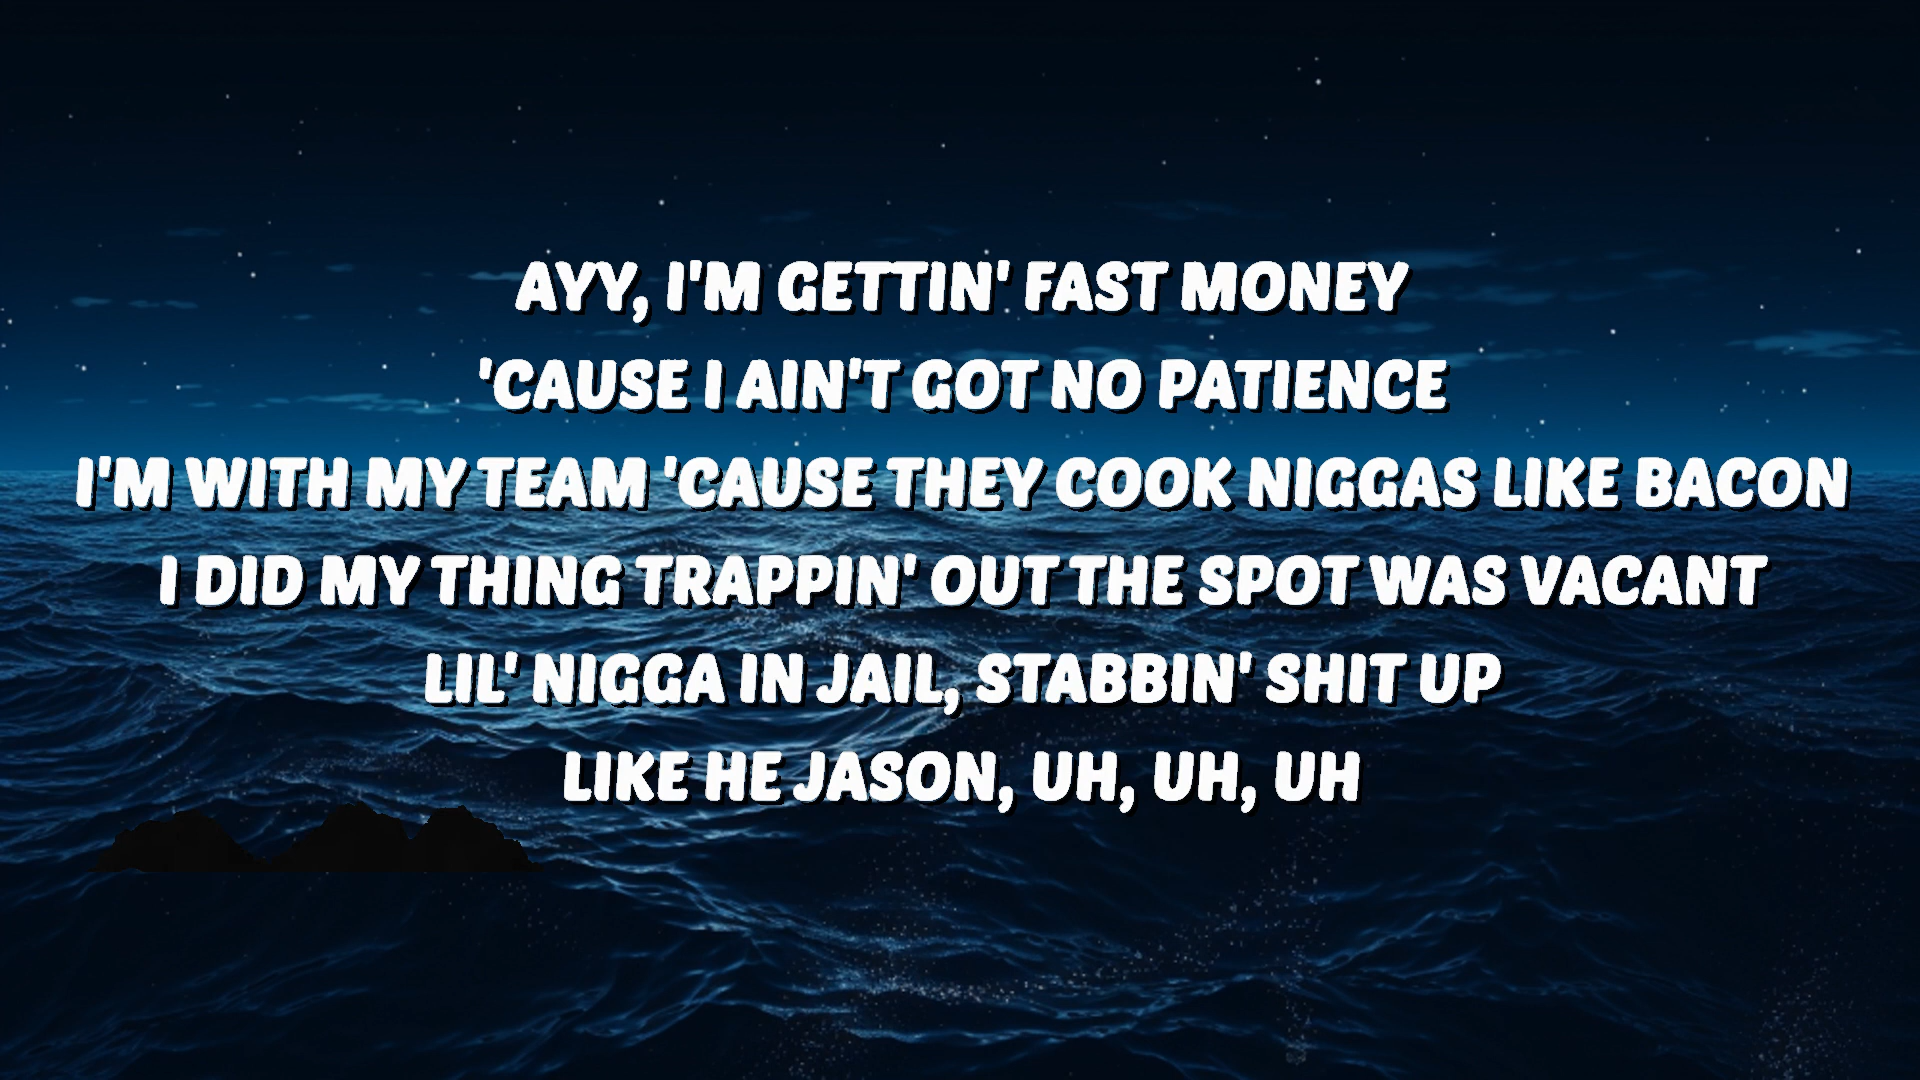 AYY, I'M GETTIN' FAST MONEY
'CAUSE I AIN'T GOT NO PATIENCE
I'M WITH MY TEAM 'CAUSE THEY COOK NIGGAS LIKE BACON
I DID MY THING TRAPPIN' OUT THE SPOT WAS VACANT
LIL' NIGGA IN JAIL, STABBIN' SHIT UP
LIKE HE JASON, UH, UH, UH